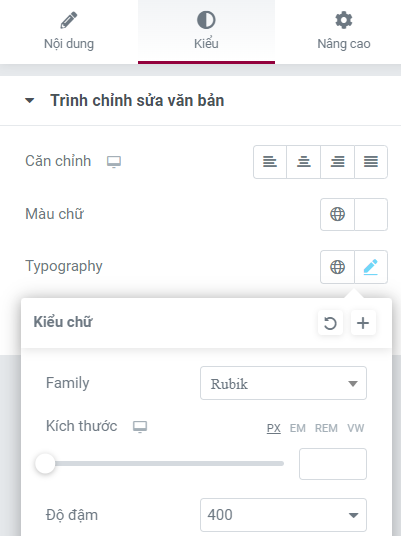 Nội dung
Kiểu
Nâng cao
Trình chỉnh sửa văn bản
Căn chỉnh
Màu chữ
Typography
Kiểu chữ
Family
Rubik
Kích thước
PX EM REM VW
Độ đậm
400